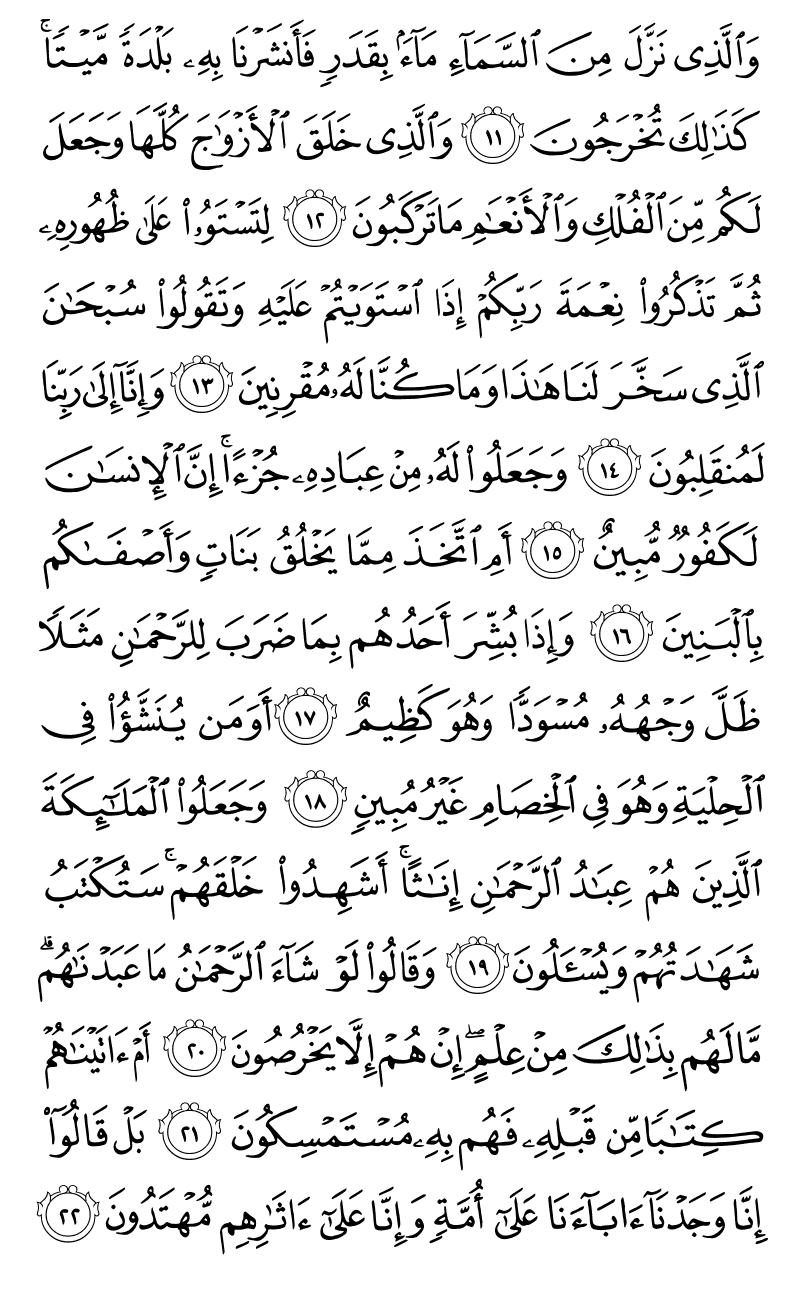 وَٱلَّذِى نَزَّلَ مِنَ ٱلسَّمَآءِ مَآءًۢ بِقَدَرٍ فَأَنشَرْنَا بِهِۦ بَلْدَةً مَّيْتًا ۚ
كَذَٰلِكَ تُخْرَجُونَ ١١ وَٱلَّذِى خَلَقَ ٱلْأَزْوَٰجَ كُلَّهَا وَجَعَلَ
لَكُم مِّنَ ٱلْفُلْكِ وَٱلْأَنْعَٰمِ مَا تَرْكَبُونَ ١٢ لِتَسْتَوُۥا۟ عَلَىٰ ظُهُورِهِۦ
ثُمَّ تَذْكُرُوا۟ نِعْمَةَ رَبِّكُمْ إِذَا ٱسْتَوَيْتُمْ عَلَيْهِ وَتَقُولُوا۟ سُبْحَٰنَ
ٱلَّذِى سَخَّرَ لَنَا هَٰذَا وَمَا كُنَّا لَهُۥ مُقْرِنِينَ ١٣ وَإِنَّآ إِلَىٰ رَبِّنَا
لَمُنقَلِبُونَ ١٤ وَجَعَلُوا۟ لَهُۥ مِنْ عِبَادِهِۦ جُزْءًا ۚ إِنَّ ٱلْإِنسَٰنَ
لَكَفُورٌ مُّبِينٌ ١٥ أَمِ ٱتَّخَذَ مِمَّا يَخْلُقُ بَنَاتٍ وَأَصْفَىٰكُم
بِٱلْبَنِينَ ١٦ وَإِذَا بُشِّرَ أَحَدُهُم بِمَا ضَرَبَ لِلرَّحْمَٰنِ مَثَلًا
ظَلَّ وَجْهُهُۥ مُسْوَدًّا وَهُوَ كَظِيمٌ ١٧ أَوَمَن يُنَشَّؤُا۟ فِى
ٱلْحِلْيَةِ وَهُوَ فِى ٱلْخِصَامِ غَيْرُ مُبِينٍ ١٨ وَجَعَلُوا۟ ٱلْمَلَٰٓئِكَةَ
ٱلَّذِينَ هُمْ عِبَٰدُ ٱلرَّحْمَٰنِ إِنَٰثًا ۚ أَشَهِدُوا۟ خَلْقَهُمْ ۚ سَتُكْتَبُ
شَهَٰدَتُهُمْ وَيُسْـَٔلُونَ ١٩ وَقَالُوا۟ لَوْ شَآءَ ٱلرَّحْمَٰنُ مَا عَبَدْنَٰهُم ۗ
مَّا لَهُم بِذَٰلِكَ مِنْ عِلْمٍ ۖ إِنْ هُمْ إِلَّا يَخْرُصُونَ ٢٠ أَمْ ءَاتَيْنَٰهُمْ
كِتَٰبًا مِّن قَبْلِهِۦ فَهُم بِهِۦ مُسْتَمْسِكُونَ ٢١ بَلْ قَالُوٓا۟
إِنَّا وَجَدْنَآ ءَابَآءَنَا عَلَىٰٓ أُمَّةٍ وَإِنَّا عَلَىٰٓ ءَاثَٰرِهِم مُّهْتَدُونَ ٢٢